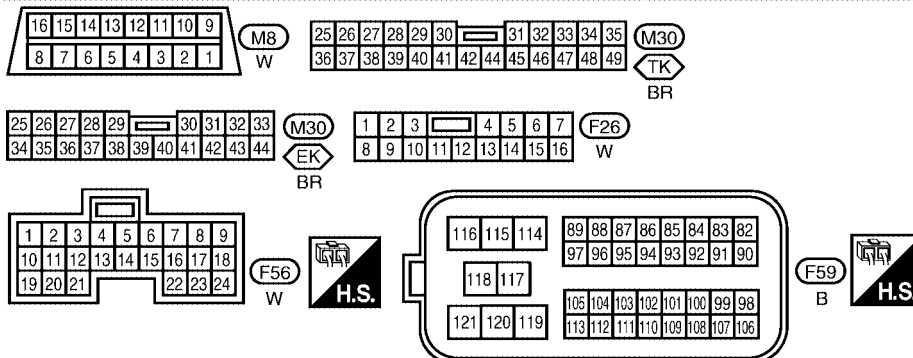 16 15 14 13 12 11 10 9
8 7 6 5 4 3 2 1
M8
W
25 26 27 28 29 30 31 32 33 34 35
36 37 38 39 40 41 42 44 45 46 47 48 49
M30
TK
BR
25 26 27 28 29 30 31 32 33
34 35 36 37 38 39 40 41 42 43 44
M30
EK
BR
1 2 3 4 5 6 7
8 9 10 11 12 13 14 15 16
F26
W
1 2 3 4 5 6 7 8 9
10 11 12 13 14 15 16 17 18
19 20 21 22 23 24
F56
W
H.S.
116 115 114
118 117
121 120 119
89 88 87 86 85 84 83 82
97 96 95 94 93 92 91 90
105 104 103 102 101 100 99 98
113 112 111 110 109 108 107 106
F59
B
H.S.